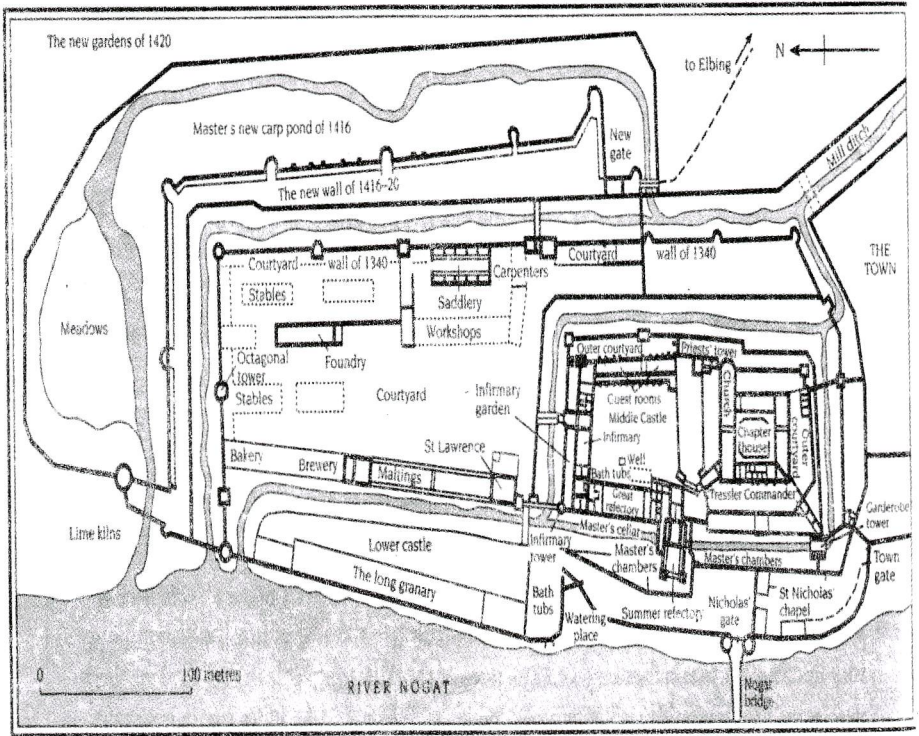 The new gardens of 1420
to Elbing
N
Master's new carp pond of 1416
New
gate
Mill ditch
The new wall of 1416-20
THE
TOWN
Courtyard
wall of 1340
Carpenters
Courtyard
wall of 1340
Stables
Saddlery
Meadows
Workshops
Foundry
Outer courtyard
Priests' tower
Octagonal
tower
Guest rooms
Church
Stables
Courtyard
Infirmary
garden
Middle Castle
Chapter
House
Outer
courtyard
Infirmary
St Lawrence
Well
Bakery
Brewery
Maltings
Bath tubs
Great
refectory
Tressler
Commander
Garderobe
tower
Master's cellar
Lime kilns
Lower castle
Infirmary
tower
Master's
chambers
Master's chambers
The long granary
Town
gate
Bath
tubs
Watering
place
Summer refectory
Nicholas'
gate
St Nicholas'
chapel
0
100 metres
RIVER NOGAT
Nogat
bridge